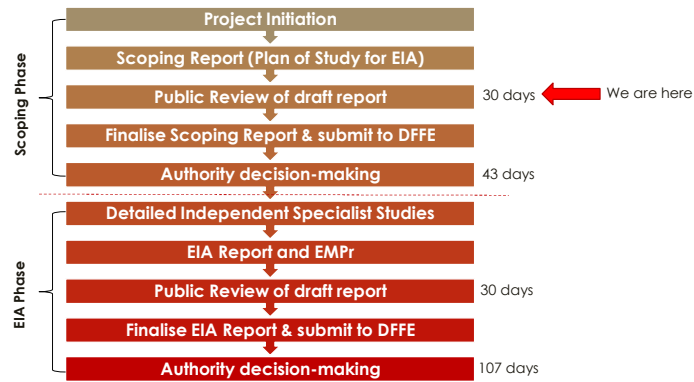 Scoping Phase
Project Initiation
Scoping Report (Plan of Study for EIA)
Public Review of draft report
30 days
We are here
Finalise Scoping Report & submit to DFFE
Authority decision-making
43 days
EIA Phase
Detailed Independent Specialist Studies
EIA Report and EMPr
Public Review of draft report
30 days
Finalise EIA Report & submit to DFFE
Authority decision-making
107 days